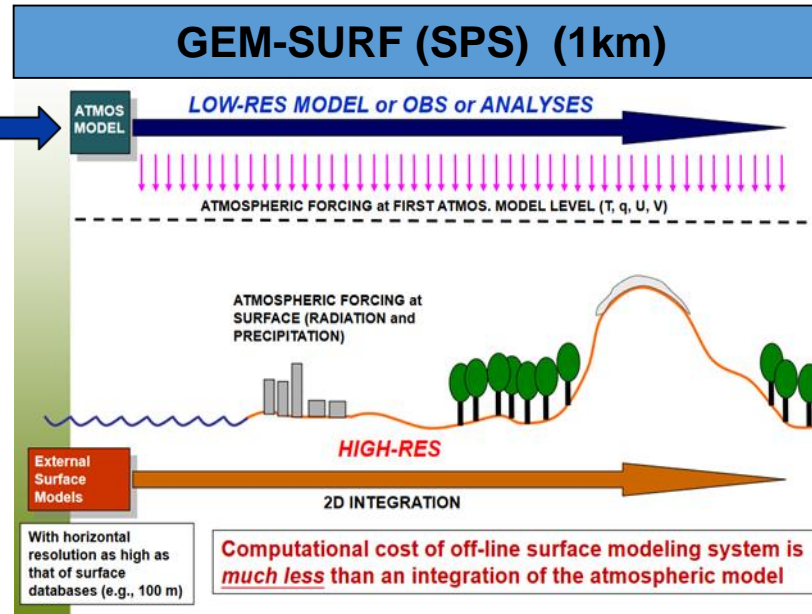 GEM-SURF (SPS) (1km)
ATMOS
MODEL
LOW-RES MODEL or OBS or ANALYSES
ATMOSPHERIC FORCING at FIRST ATMOS. MODEL LEVEL (T, q, U, V)
ATMOSPHERIC FORCING at
SURFACE (RADIATION and
PRECIPITATION)
HIGH-RES
External
Surface
Models
2D INTEGRATION
With horizontal
resolution as high as
that of surface
databases (e.g., 100 m)
Computational cost of off-line surface modeling system is
much less than an integration of the atmospheric model